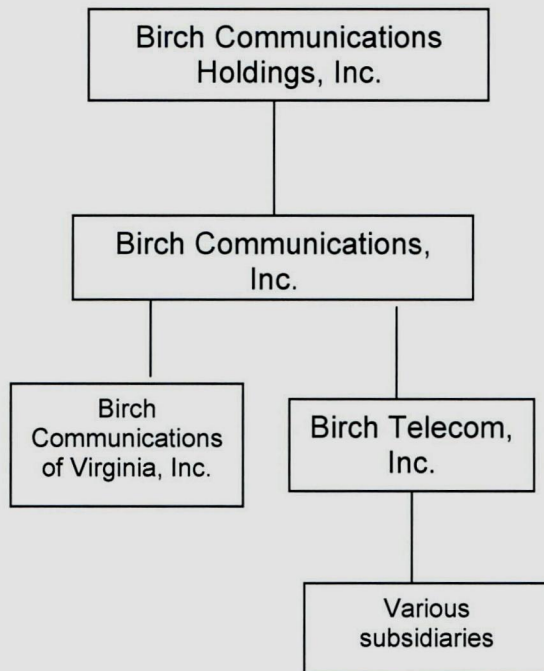 Birch Communications
Holdings, Inc.
Birch Communications,
Inc.
Birch
Communications
of Virginia, Inc.
Birch Telecom,
Inc.
Various
subsidiaries